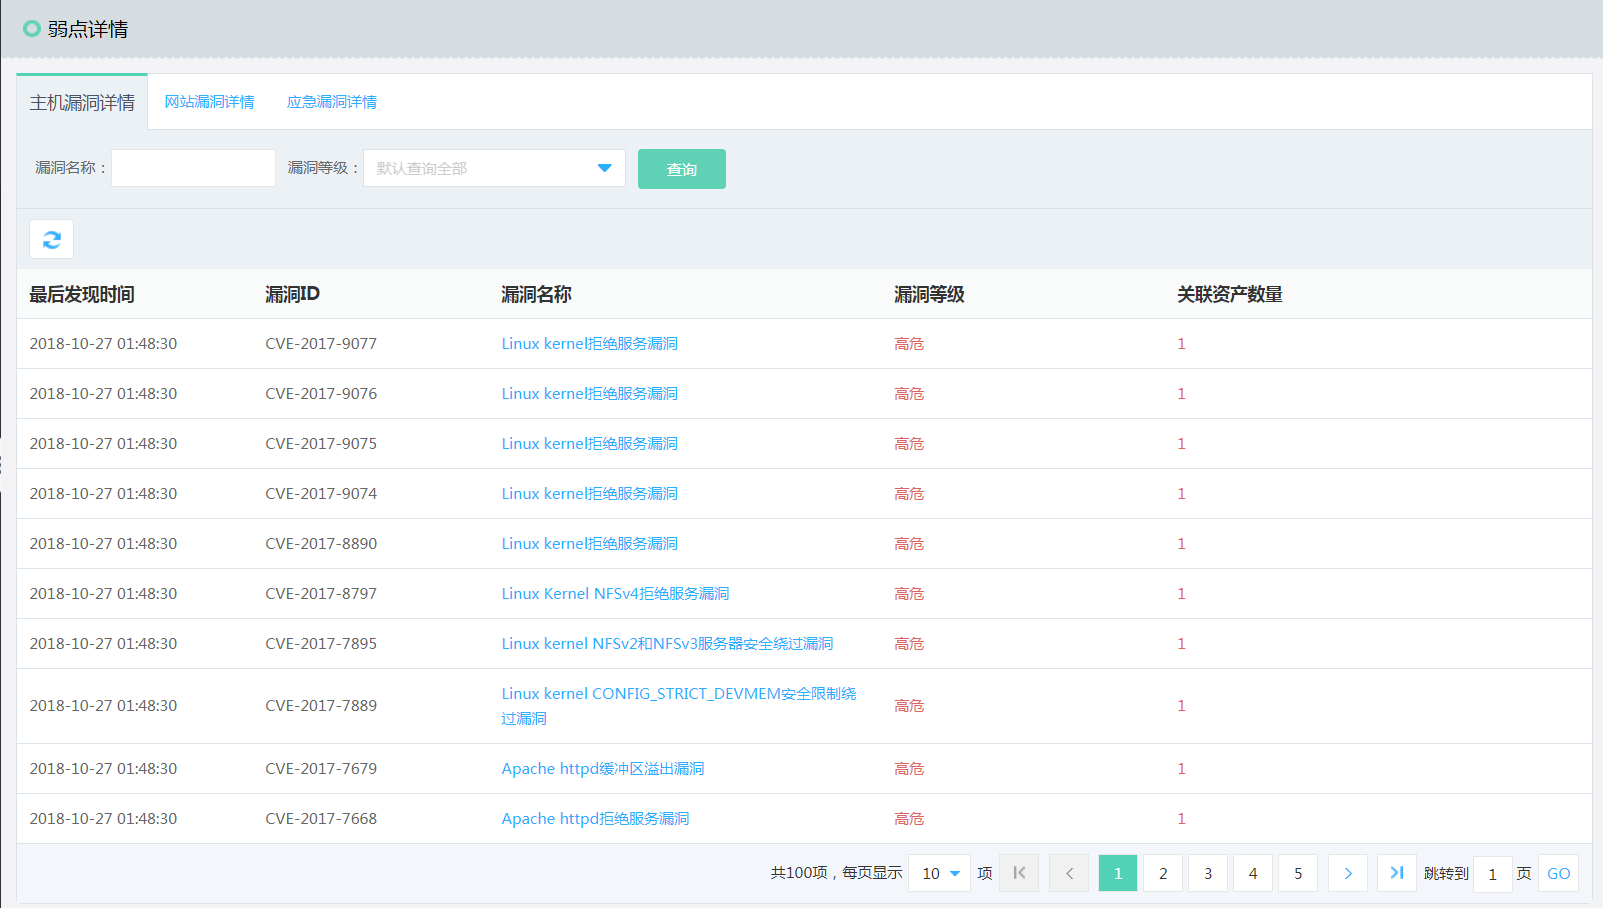 弱点详情
主机漏洞详情 网站漏洞详情 应急漏洞详情
漏洞名称： 漏洞等级： 默认查询全部 查询
最后发现时间 漏洞ID 漏洞名称 漏洞等级 关联资产数量
2018-10-27 01:48:30 CVE-2017-9077 Linux kernel拒绝服务漏洞 高危 1
2018-10-27 01:48:30 CVE-2017-9076 Linux kernel拒绝服务漏洞 高危 1
2018-10-27 01:48:30 CVE-2017-9075 Linux kernel拒绝服务漏洞 高危 1
2018-10-27 01:48:30 CVE-2017-9074 Linux kernel拒绝服务漏洞 高危 1
2018-10-27 01:48:30 CVE-2017-8890 Linux kernel拒绝服务漏洞 高危 1
2018-10-27 01:48:30 CVE-2017-8797 Linux Kernel NFSv4拒绝服务漏洞 高危 1
2018-10-27 01:48:30 CVE-2017-7895 Linux kernel NFSv2和NFSv3服务器安全绕过漏洞 高危 1
2018-10-27 01:48:30 CVE-2017-7889 Linux kernel CONFIG_STRICT_DEVMEM安全限制绕 高危 1
过漏洞
2018-10-27 01:48:30 CVE-2017-7679 Apache httpd缓冲区溢出漏洞 高危 1
2018-10-27 01:48:30 CVE-2017-7668 Apache httpd拒绝服务漏洞 高危 1
共100项，每页显示 10 项 1 2 3 4 5 跳转到 1 页 GO